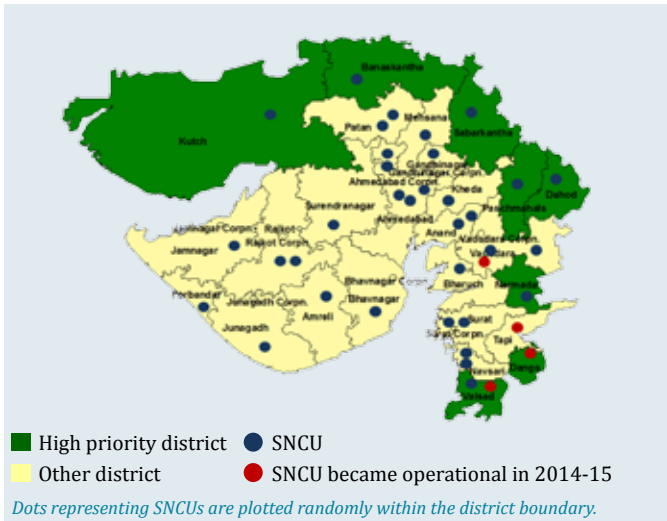 Banaskantha
Kutch
Patan
Mehsana
Sabarkantha
Gandhinagar
Gandhinagar Corpn.
Ahmedabad Corpn.
Kheda
Panchmahals
Dahod
Surendranagar
Ahmedabad
Anand
Jamnagar Corpn.
Rajkot
Rajkot Corpn.
Jamnagar
Vadodara Corpn.
Vadodara
Bhavnagar Corpn.
Bharuch
Narmada
Porbandar
Junagadh Corpn.
Bhavnagar
Amreli
Junagadh
Surat
Surat Corpn.
Tapi
Navsari
Dangs
Valsad
High priority district
SNCU
Other district
SNCU became operational in 2014-15
Dots representing SNCUs are plotted randomly within the district boundary.